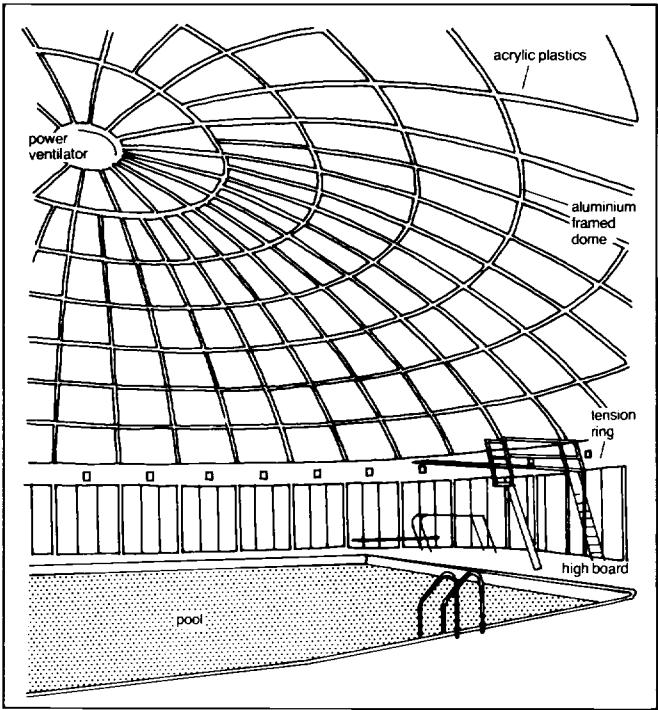 acrylic plastics
power
ventilator
aluminium
framed
dome
tension
ring
high board
pool